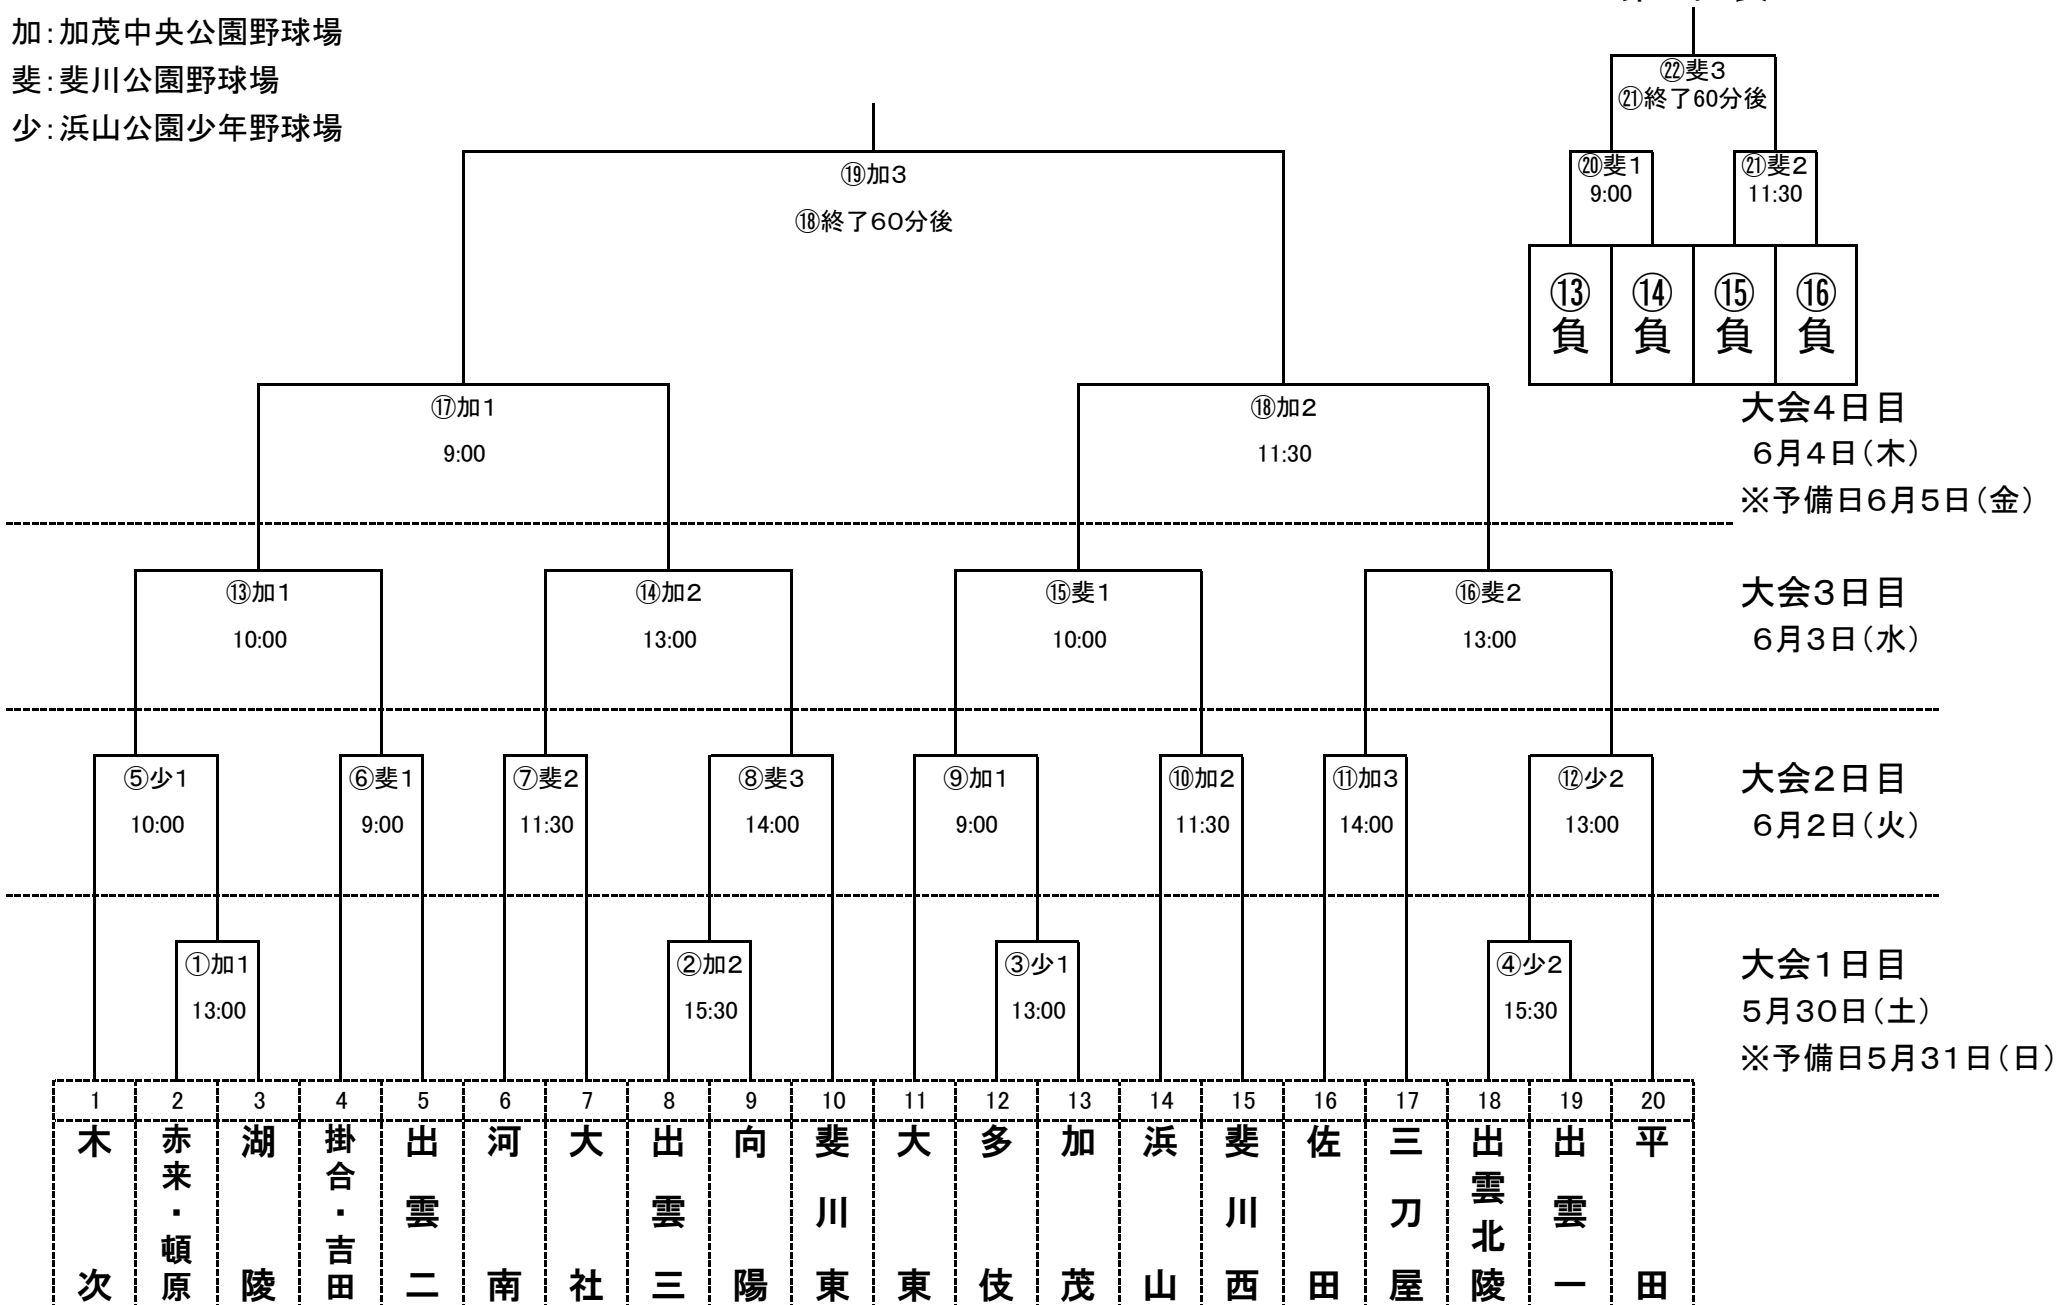 加:加茂中央公園野球場
斐:斐川公園野球場
少:浜山公園少年野球場
㉒斐3
㉑終了60分後
⑳斐1
9:00
㉑斐2
11:30
⑬負
⑭負
⑮負
⑯負
⑲加3
⑱終了60分後
⑰加1
9:00
⑱加2
11:30
大会4日目
6月4日(木)
※予備日6月5日(金)
⑬加1
10:00
⑭加2
13:00
⑮斐1
10:00
⑯斐2
13:00
大会3日目
6月3日(水)
⑤少1
10:00
⑥斐1
9:00
⑦斐2
11:30
⑧斐3
14:00
⑨加1
9:00
⑩加2
11:30
⑪加3
14:00
⑫少2
13:00
大会2日目
6月2日(火)
①加1
13:00
②加2
15:30
③少1
13:00
④少2
15:30
大会1日目
5月30日(土)
※予備日5月31日(日)
1
2
3
4
5
6
7
8
9
10
11
12
13
14
15
16
17
18
19
20
木次
赤来・頓原
湖陵
掛合・吉田
出雲二
河南
大社
出雲三
向陽
斐川東
大東
多伎
加茂
浜山
斐川西
佐田
三刀屋
出雲北陵
出雲一
平田